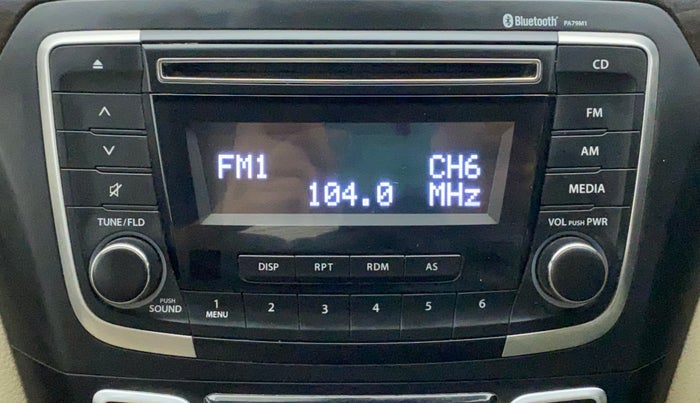 Bluetooth® PA79M1
CD
FM
AM
MEDIA
FM1 CH6
104.0 MHz
TUNE/FLD
VOL PUSH PWR
DISP RPT RDM AS
PUSH SOUND
1 MENU 2 3 4 5 6